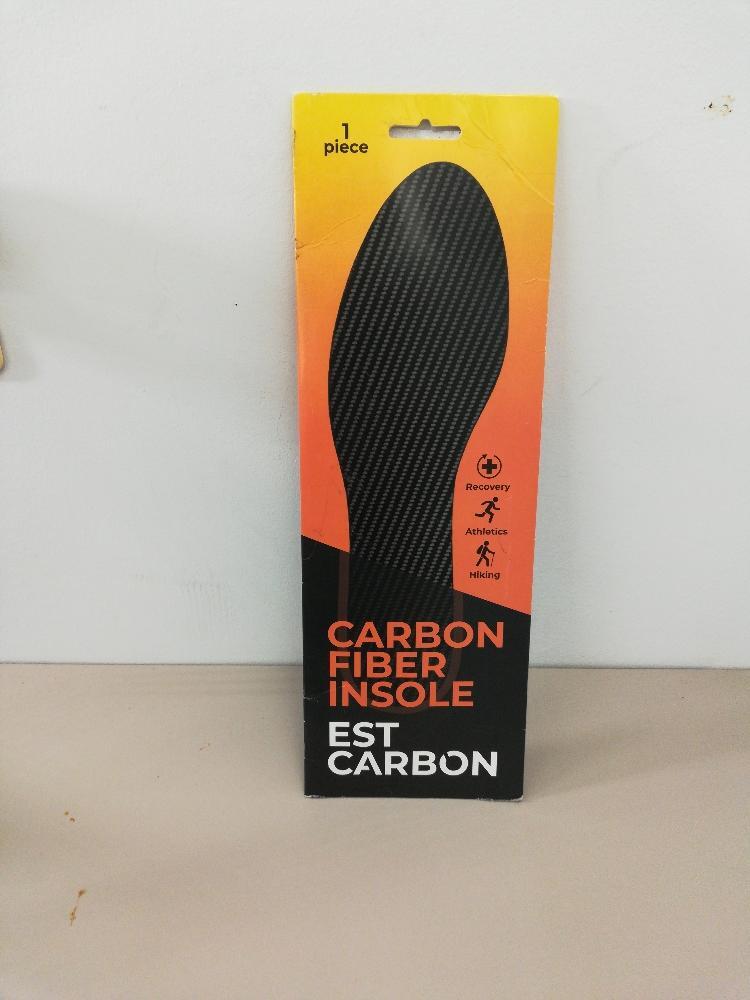 1
piece
Recovery
Athletics
Hiking
CARBON
FIBER
INSOLE
EST
CARBON